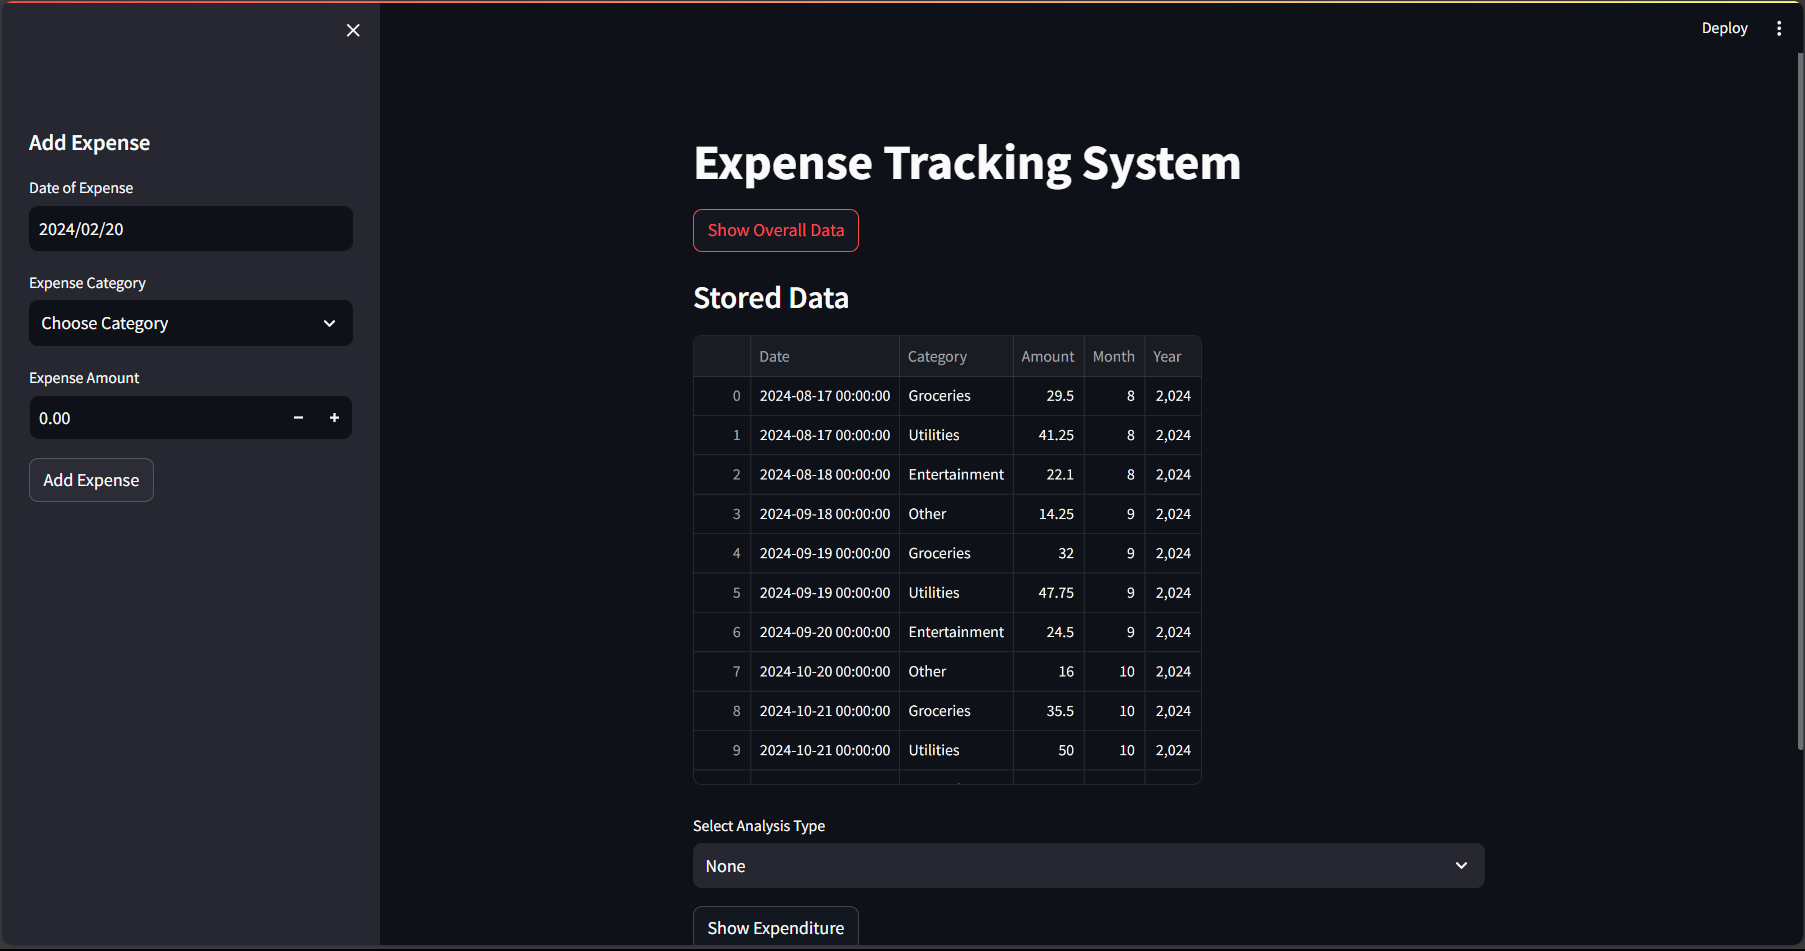 Deploy
Add Expense
Date of Expense
2024/02/20
Expense Category
Choose Category
Expense Amount
0.00
Add Expense
Expense Tracking System
Show Overall Data
Stored Data
Date Category Amount Month Year
0 2024-08-17 00:00:00 Groceries 29.5 8 2,024
1 2024-08-17 00:00:00 Utilities 41.25 8 2,024
2 2024-08-18 00:00:00 Entertainment 22.1 8 2,024
3 2024-09-18 00:00:00 Other 14.25 9 2,024
4 2024-09-19 00:00:00 Groceries 32 9 2,024
5 2024-09-19 00:00:00 Utilities 47.75 9 2,024
6 2024-09-20 00:00:00 Entertainment 24.5 9 2,024
7 2024-10-20 00:00:00 Other 16 10 2,024
8 2024-10-21 00:00:00 Groceries 35.5 10 2,024
9 2024-10-21 00:00:00 Utilities 50 10 2,024
Select Analysis Type
None
Show Expenditure